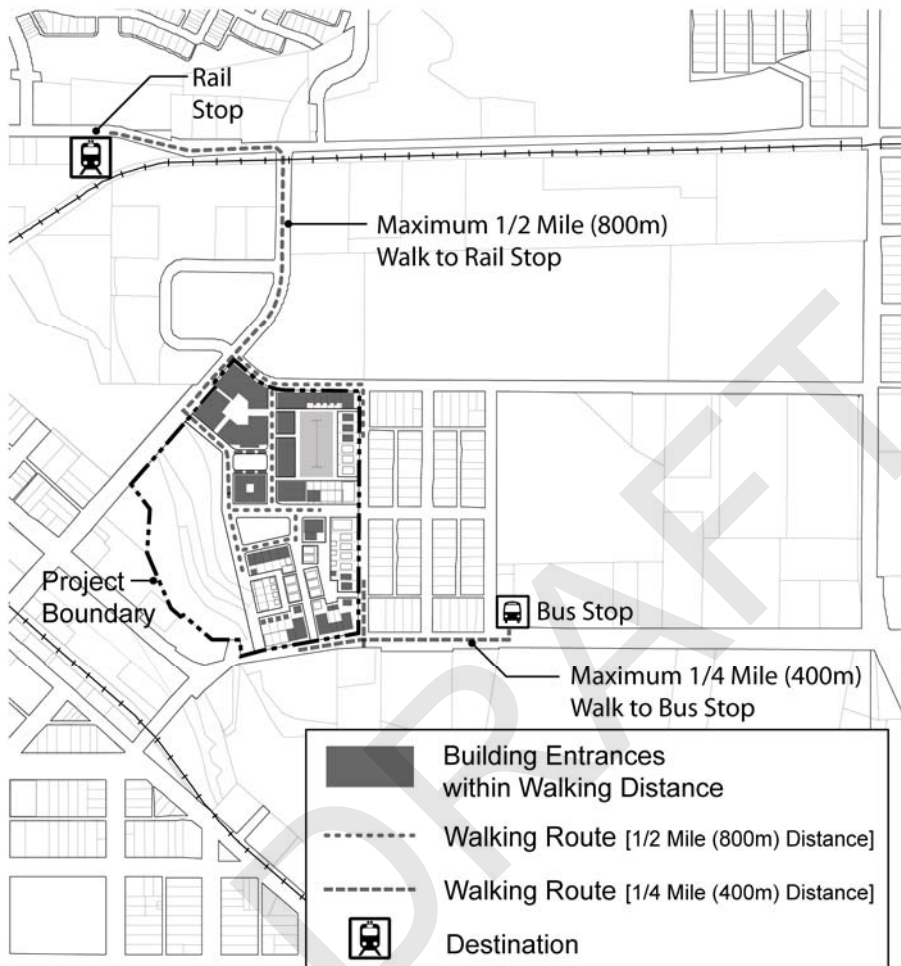 Rail
Stop
Maximum 1/2 Mile (800m)
Walk to Rail Stop
Project
Boundary
Bus Stop
Maximum 1/4 Mile (400m)
Walk to Bus Stop
Building Entrances
within Walking Distance
Walking Route [1/2 Mile (800m) Distance]
Walking Route [1/4 Mile (400m) Distance]
Destination
DRAFT